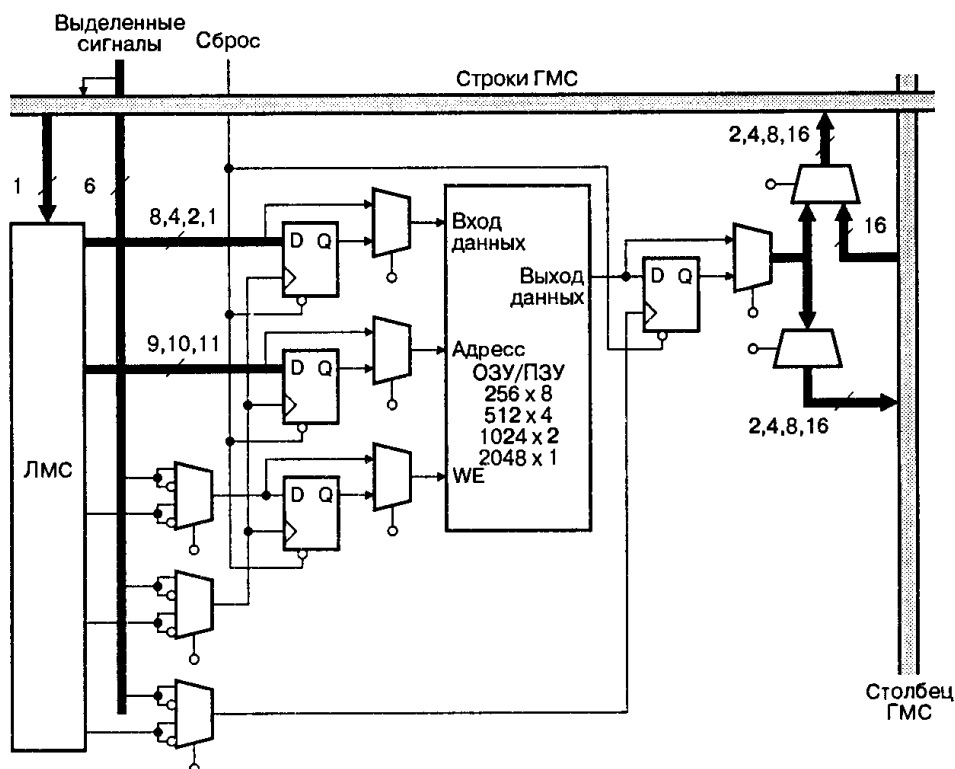 Выделенные
сигналы
Сброс
Строки ГМС
2,4,8,16
1
6
8,4,2,1
D Q
Вход
данных
16
Выход
данных
D Q
9,10,11
D Q
Адресс
ОЗУ/ПЗУ
256 x 8
512 x 4
1024 x 2
2048 x 1
WE
2,4,8,16
ЛМС
D Q
Столбец
ГМС